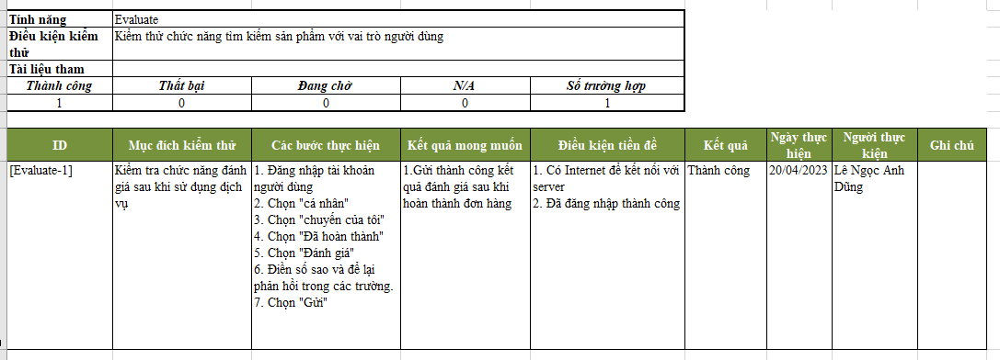 Tính năng Evaluate
Điều kiện kiểm thử Kiểm thử chức năng tìm kiếm sản phẩm với vai trò người dùng
Tài liệu tham
Thành công Thất bại Đang chờ N/A Số trường hợp
1 0 0 0 1
ID Mục đích kiểm thử Các bước thực hiện Kết quả mong muốn Điều kiện tiền đề Kết quả Ngày thực hiện Người thực kiện Ghi chú
[Evaluate-1]
Kiểm tra chức năng đánh
giá sau khi sử dụng dịch
vụ
1. Đăng nhập tài khoản
người dùng
2. Chọn "cá nhân"
3. Chọn "chuyến của tôi"
4. Chọn "Đã hoàn thành"
5. Chọn "Đánh giá"
6. Điền số sao và để lại
phản hồi trong các trường.
7. Chọn "Gửi"
1.Gửi thành công kết
quả đánh giá sau khi
hoàn thành đơn hàng
1. Có Internet để kết nối với
server
2. Đã đăng nhập thành công
Thành công
20/04/2023
Lê Ngọc Anh
Dũng